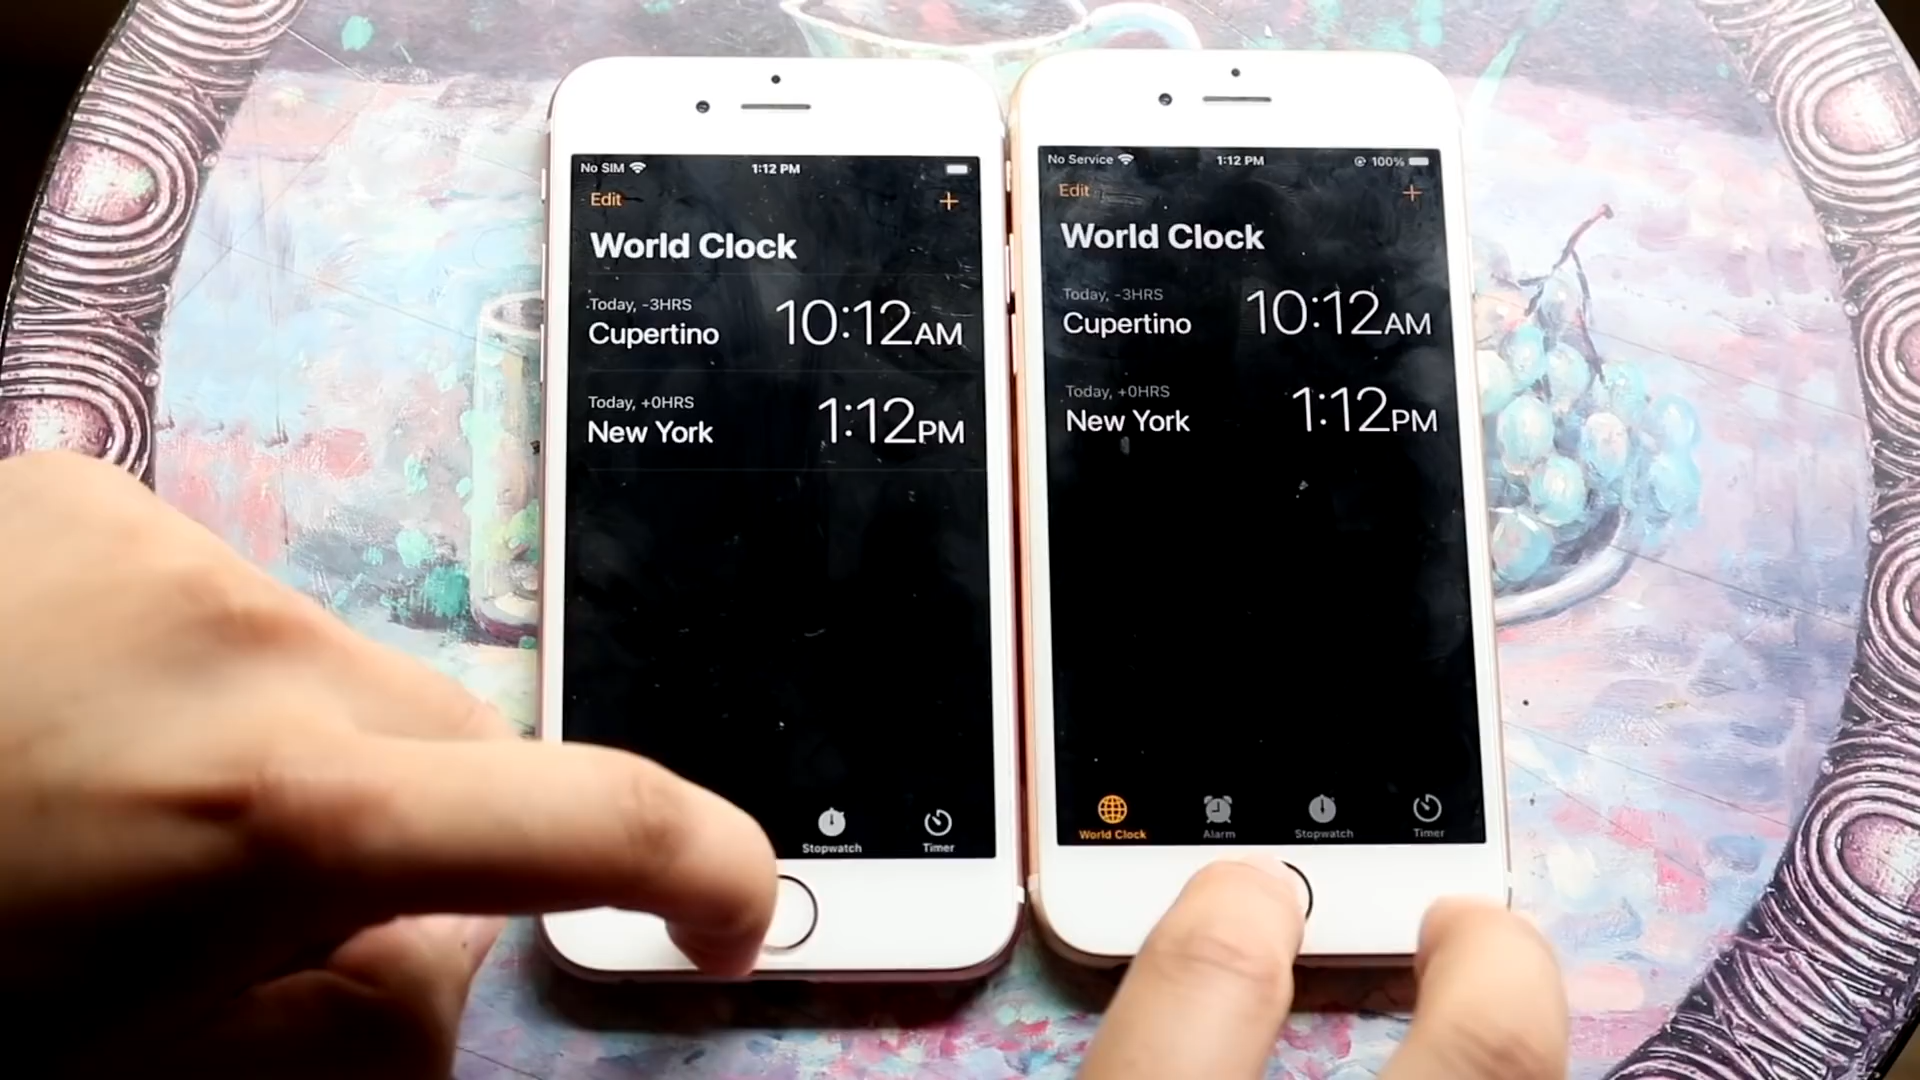 No SIM 1:12 PM
Edit +
World Clock
Today, -3HRS
Cupertino 10:12AM
Today, +0HRS
New York 1:12PM
Stopwatch Timer
No Service 1:12 PM 100%
Edit +
World Clock
Today, -3HRS
Cupertino 10:12AM
Today, +0HRS
New York 1:12PM
World Clock Alarm Stopwatch Timer